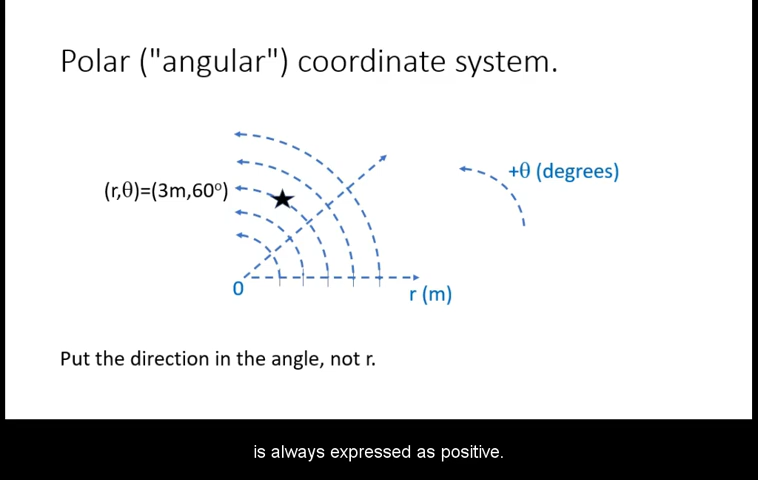 Polar ("angular") coordinate system.
+θ (degrees)
(r,θ)=(3m,60°)
0
r (m)
Put the direction in the angle, not r.
is always expressed as positive.